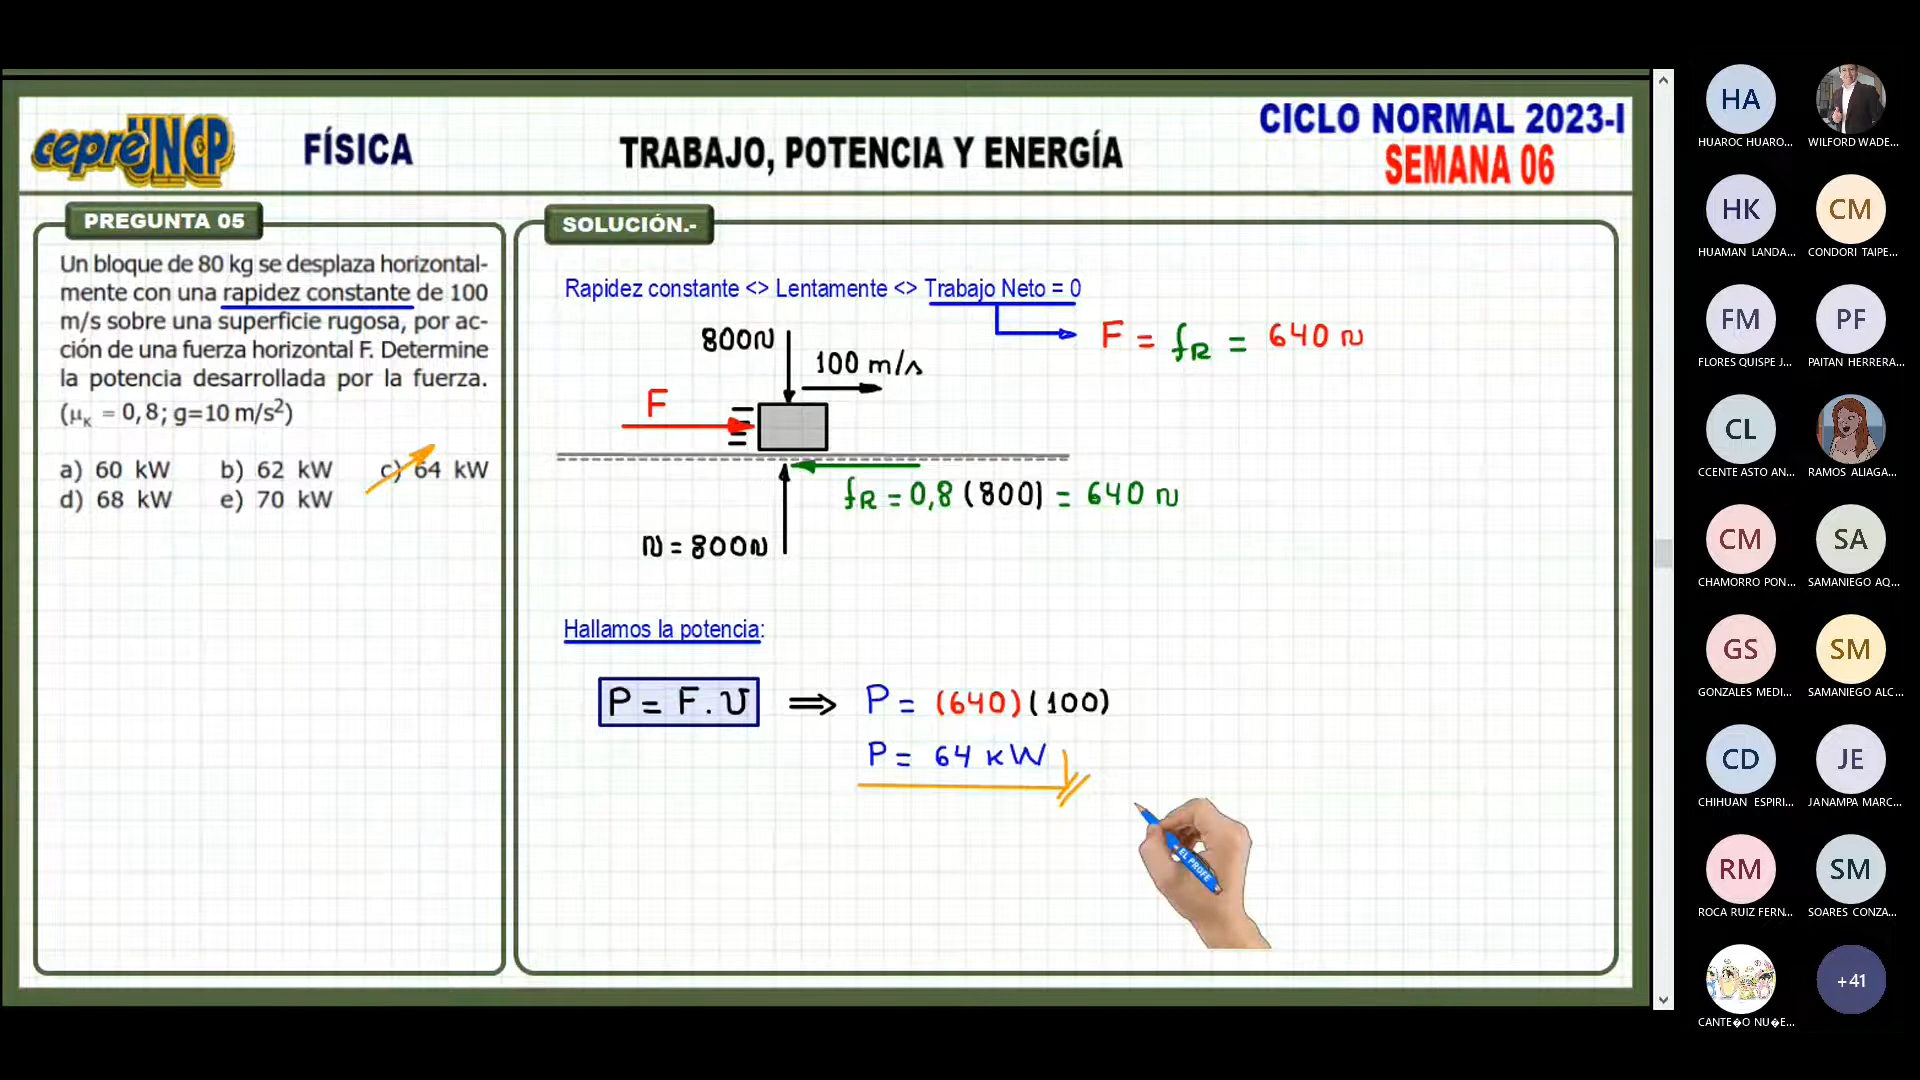 cepreUNCP
FÍSICA
TRABAJO, POTENCIA Y ENERGÍA
CICLO NORMAL 2023-I
SEMANA 06
PREGUNTA 05
Un bloque de 80 kg se desplaza horizontal-
mente con una rapidez constante de 100
m/s sobre una superficie rugosa, por ac-
ción de una fuerza horizontal F. Determine
la potencia desarrollada por la fuerza.
(μK = 0,8; g=10 m/s²)
a) 60 kW b) 62 kW c) 64 kW
d) 68 kW e) 70 kW
SOLUCIÓN.-
Rapidez constante <> Lentamente <> Trabajo Neto = 0
F = fR = 640 N
800N
100 m/s
F
fR = 0,8 (800) = 640 N
N = 800N
Hallamos la potencia:
P = F . v ⟹ P = (640)(100)
P = 64 kW
EL PROFE
HA
HUAROC HUARO...
WILFORD WADE...
HK
HUAMAN LANDA...
CM
CONDORI TAIPE...
FM
FLORES QUISPE J...
PF
PAITAN HERRERA...
CL
CCENTE ASTO AN...
RAMOS ALIAGA...
CM
CHAMORRO PON...
SA
SAMANIEGO AQ...
GS
GONZALES MEDI...
SM
SAMANIEGO ALC...
CD
CHIHUAN ESPIRI...
JE
JANAMPA MARC...
RM
ROCA RUIZ FERN...
SM
SOARES CONZA...
CANTE�O NU�E...
+41